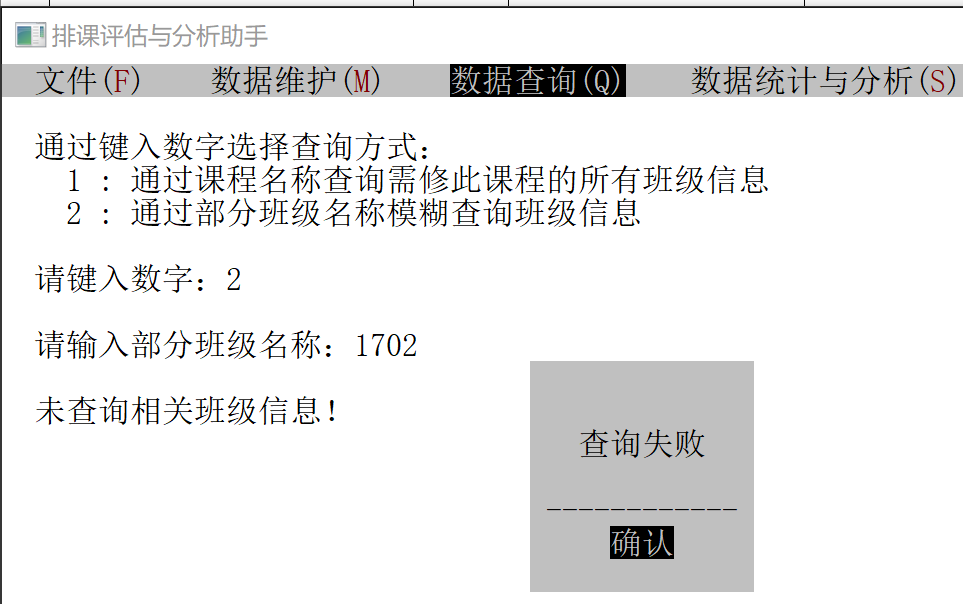 排课评估与分析助手
文件(F) 数据维护(M) 数据查询(Q) 数据统计与分析(S)
通过键入数字选择查询方式：
1 : 通过课程名称查询需修此课程的所有班级信息
2 : 通过部分班级名称模糊查询班级信息
请键入数字：2
请输入部分班级名称：1702
未查询相关班级信息！
查询失败
------------
确认